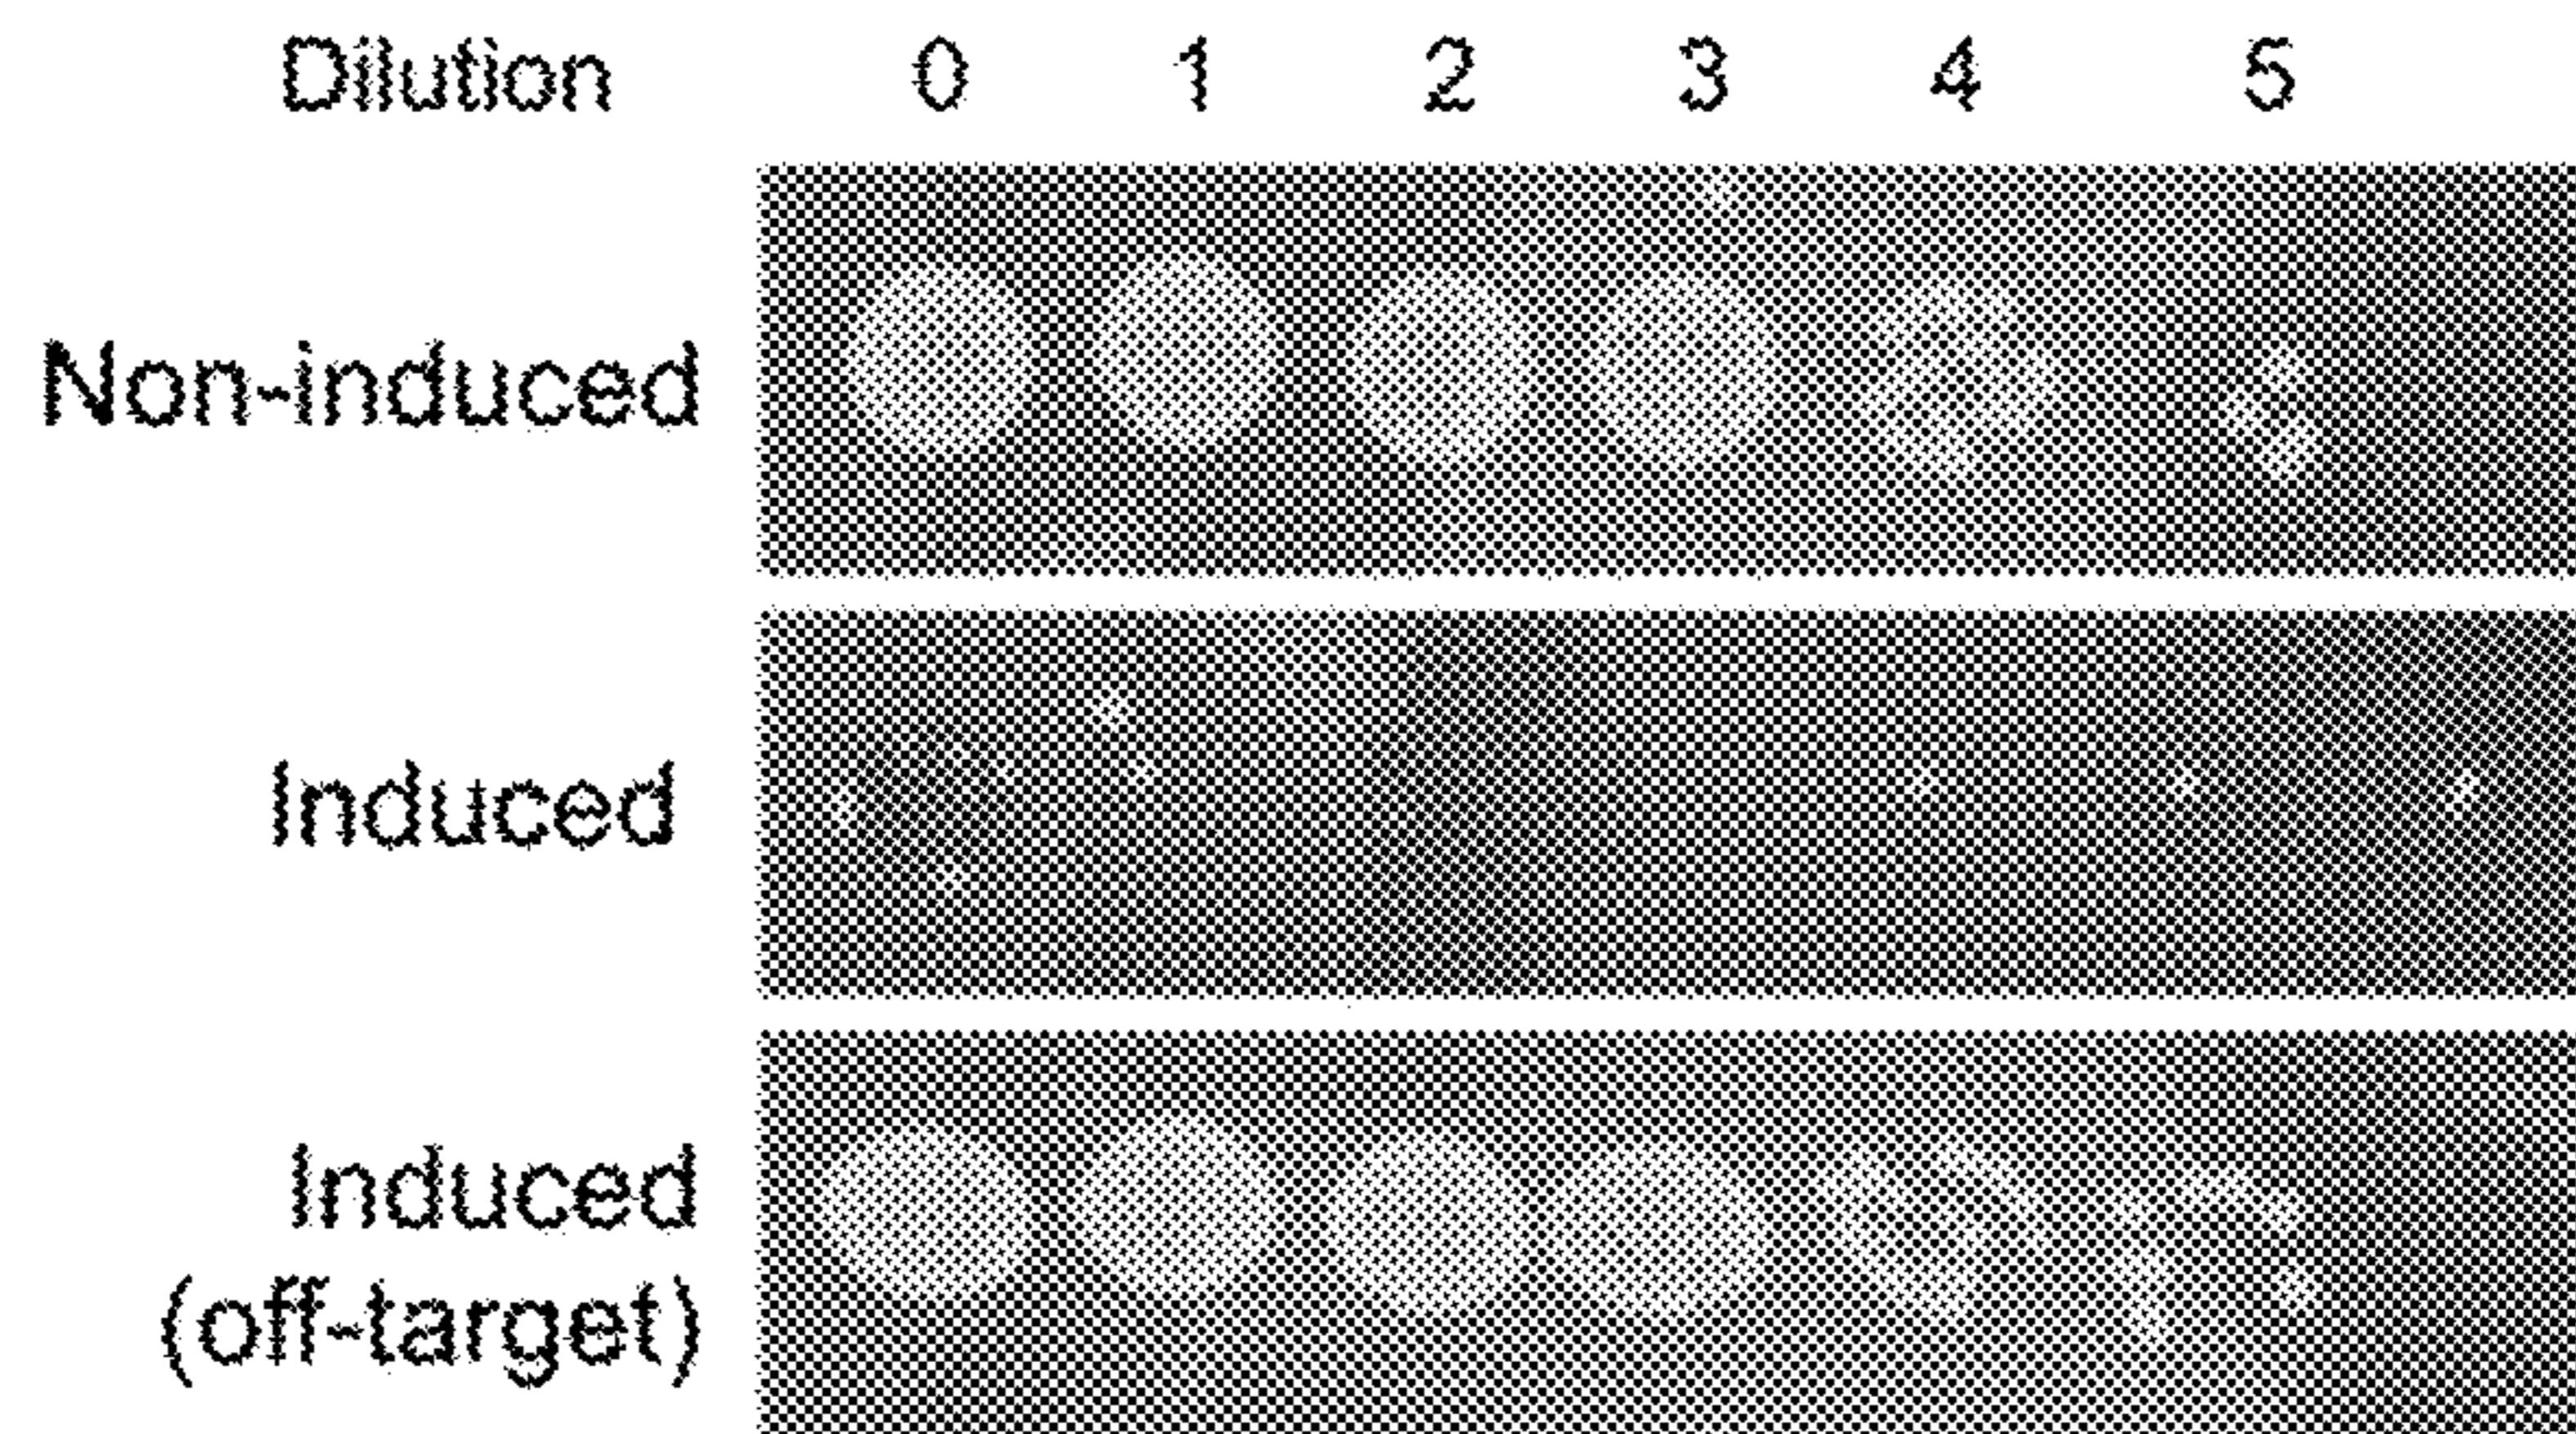 Dilution 0 1 2 3 4 5
Non-induced
Induced
Induced
(off-target)